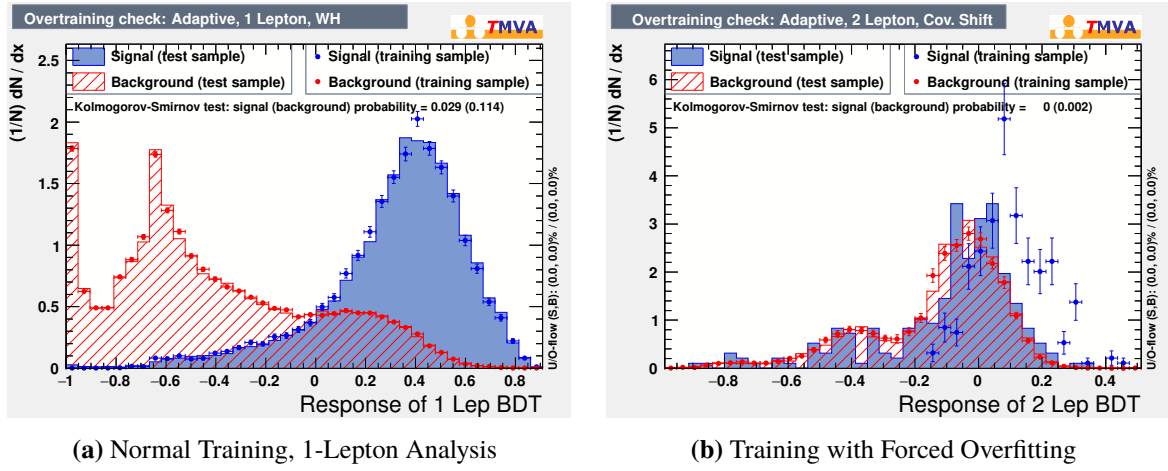 Overtraining check: Adaptive, 1 Lepton, WH
TMVA
(1/N) dN / dx
2.5
2
1.5
1
0.5
0
Signal (test sample)
Background (test sample)
Signal (training sample)
Background (training sample)
Kolmogorov-Smirnov test: signal (background) probability = 0.029 (0.114)
U/O-flow (S,B): (0.0, 0.0)% / (0.0, 0.0)%
-1 -0.8 -0.6 -0.4 -0.2 0 0.2 0.4 0.6 0.8
Response of 1 Lep BDT
(a) Normal Training, 1-Lepton Analysis
Overtraining check: Adaptive, 2 Lepton, Cov. Shift
TMVA
(1/N) dN / dx
6
5
4
3
2
1
0
Signal (test sample)
Background (test sample)
Signal (training sample)
Background (training sample)
Kolmogorov-Smirnov test: signal (background) probability = 0 (0.002)
U/O-flow (S,B): (0.0, 0.0)% / (0.0, 0.0)%
−0.8 −0.6 −0.4 −0.2 0 0.2 0.4
Response of 2 Lep BDT
(b) Training with Forced Overfitting